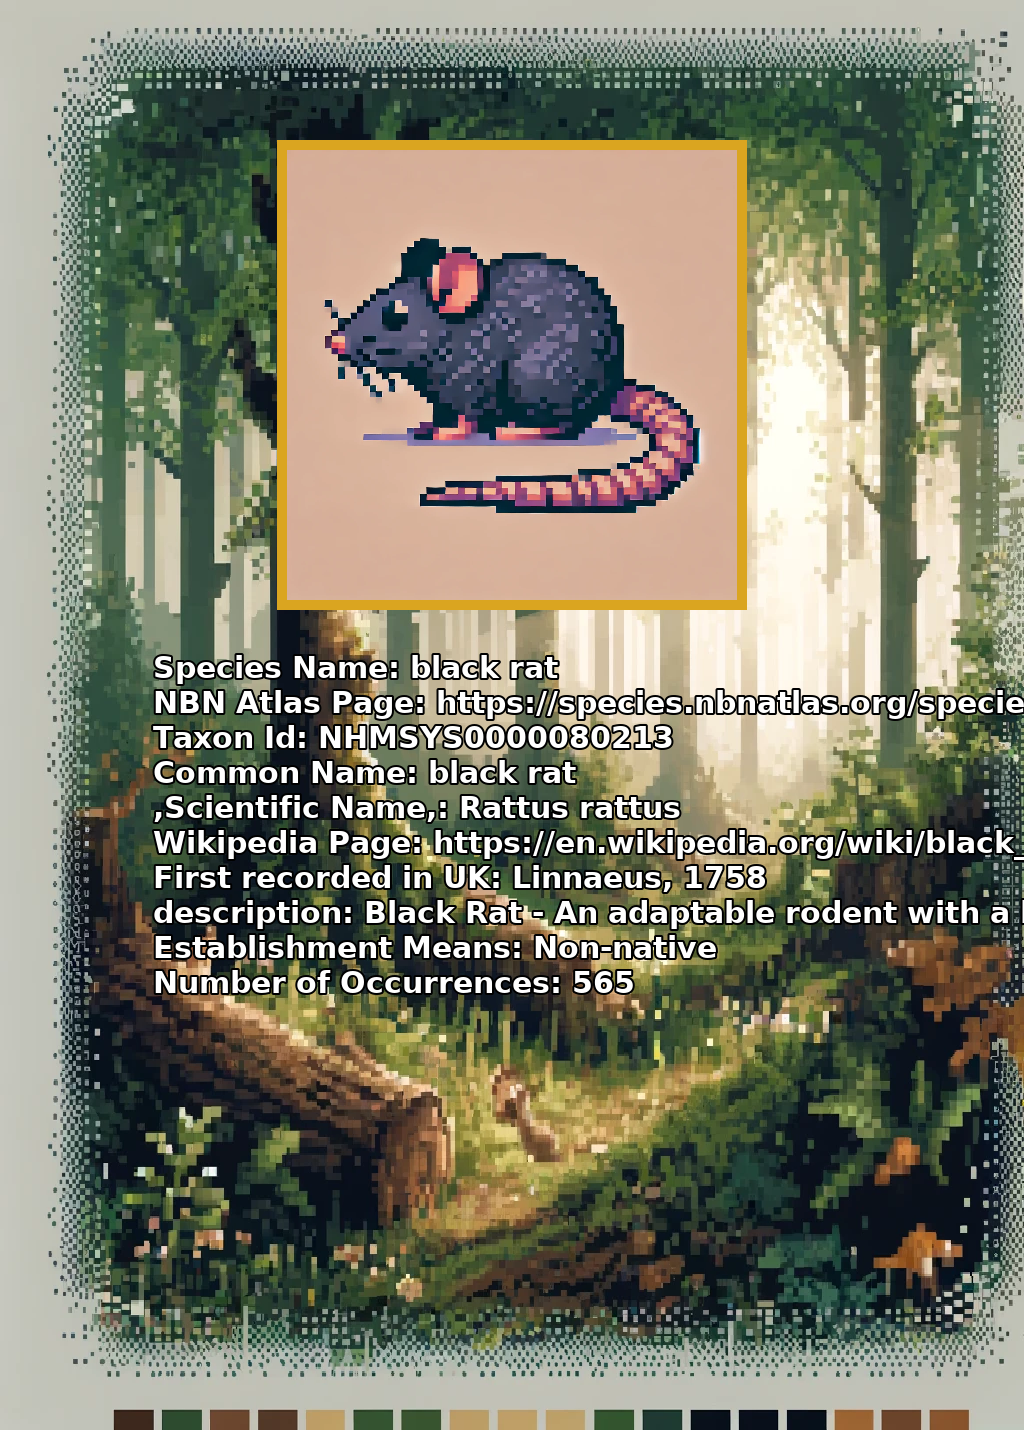 Species Name: black rat
NBN Atlas Page: https://species.nbnatlas.org/specie
Taxon Id: NHMSYS0000080213
Common Name: black rat
,Scientific Name,: Rattus rattus
Wikipedia Page: https://en.wikipedia.org/wiki/black_
First recorded in UK: Linnaeus, 1758
description: Black Rat - An adaptable rodent with a
Establishment Means: Non-native
Number of Occurrences: 565